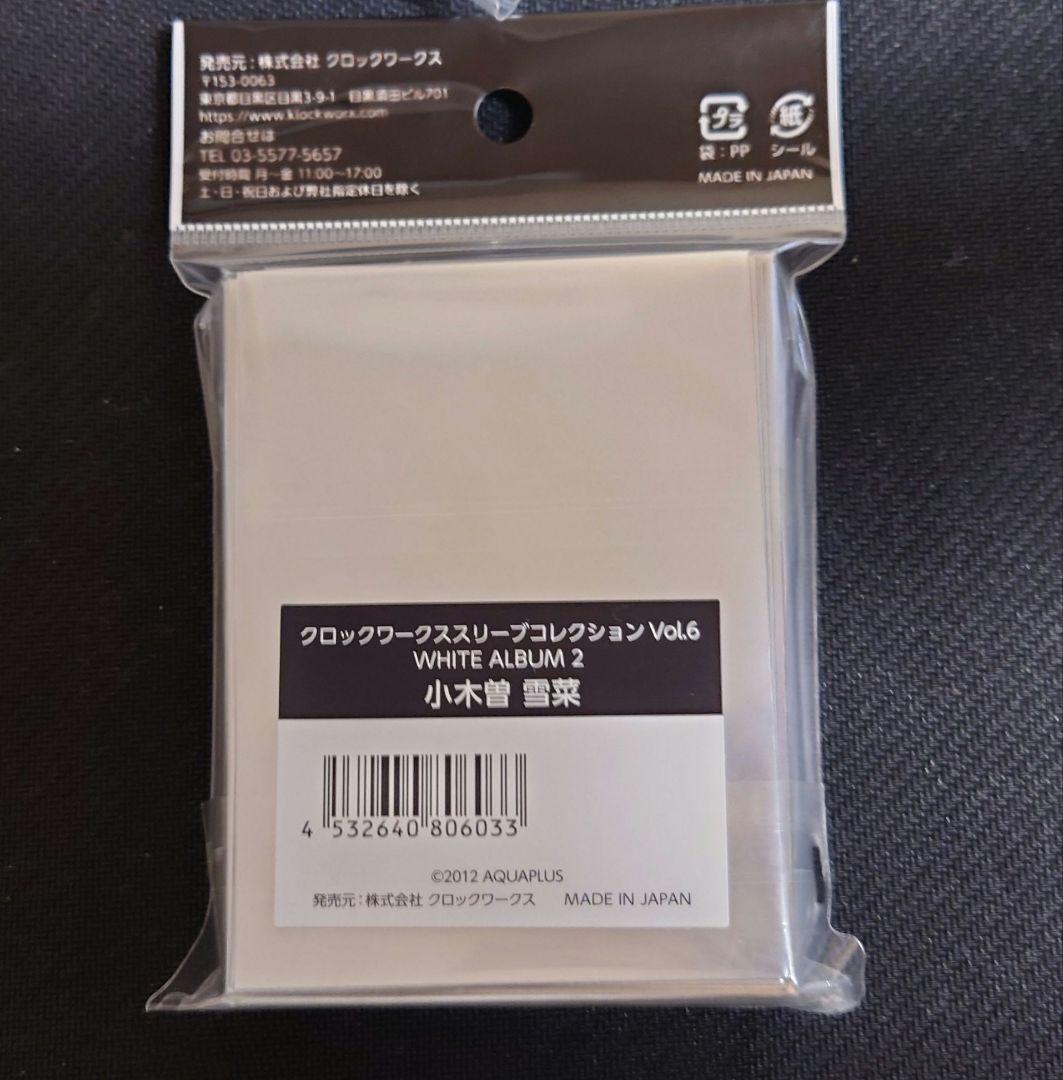 発売元：株式会社 クロックワークス
〒153-0063
東京都目黒区目黒3-9-1　目黒須田ビル701
https://www.klockworx.com
お問合せは
TEL 03-5577-5657
受付時間 月～金 11:00～17:00
土・日・祝日および弊社指定休日を除く
プラ 紙
袋：PP シール
MADE IN JAPAN
クロックワークススリーブコレクション Vol.6
WHITE ALBUM 2
小木曽 雪菜
4 532640 806033
©2012 AQUAPLUS
発売元：株式会社 クロックワークス MADE IN JAPAN